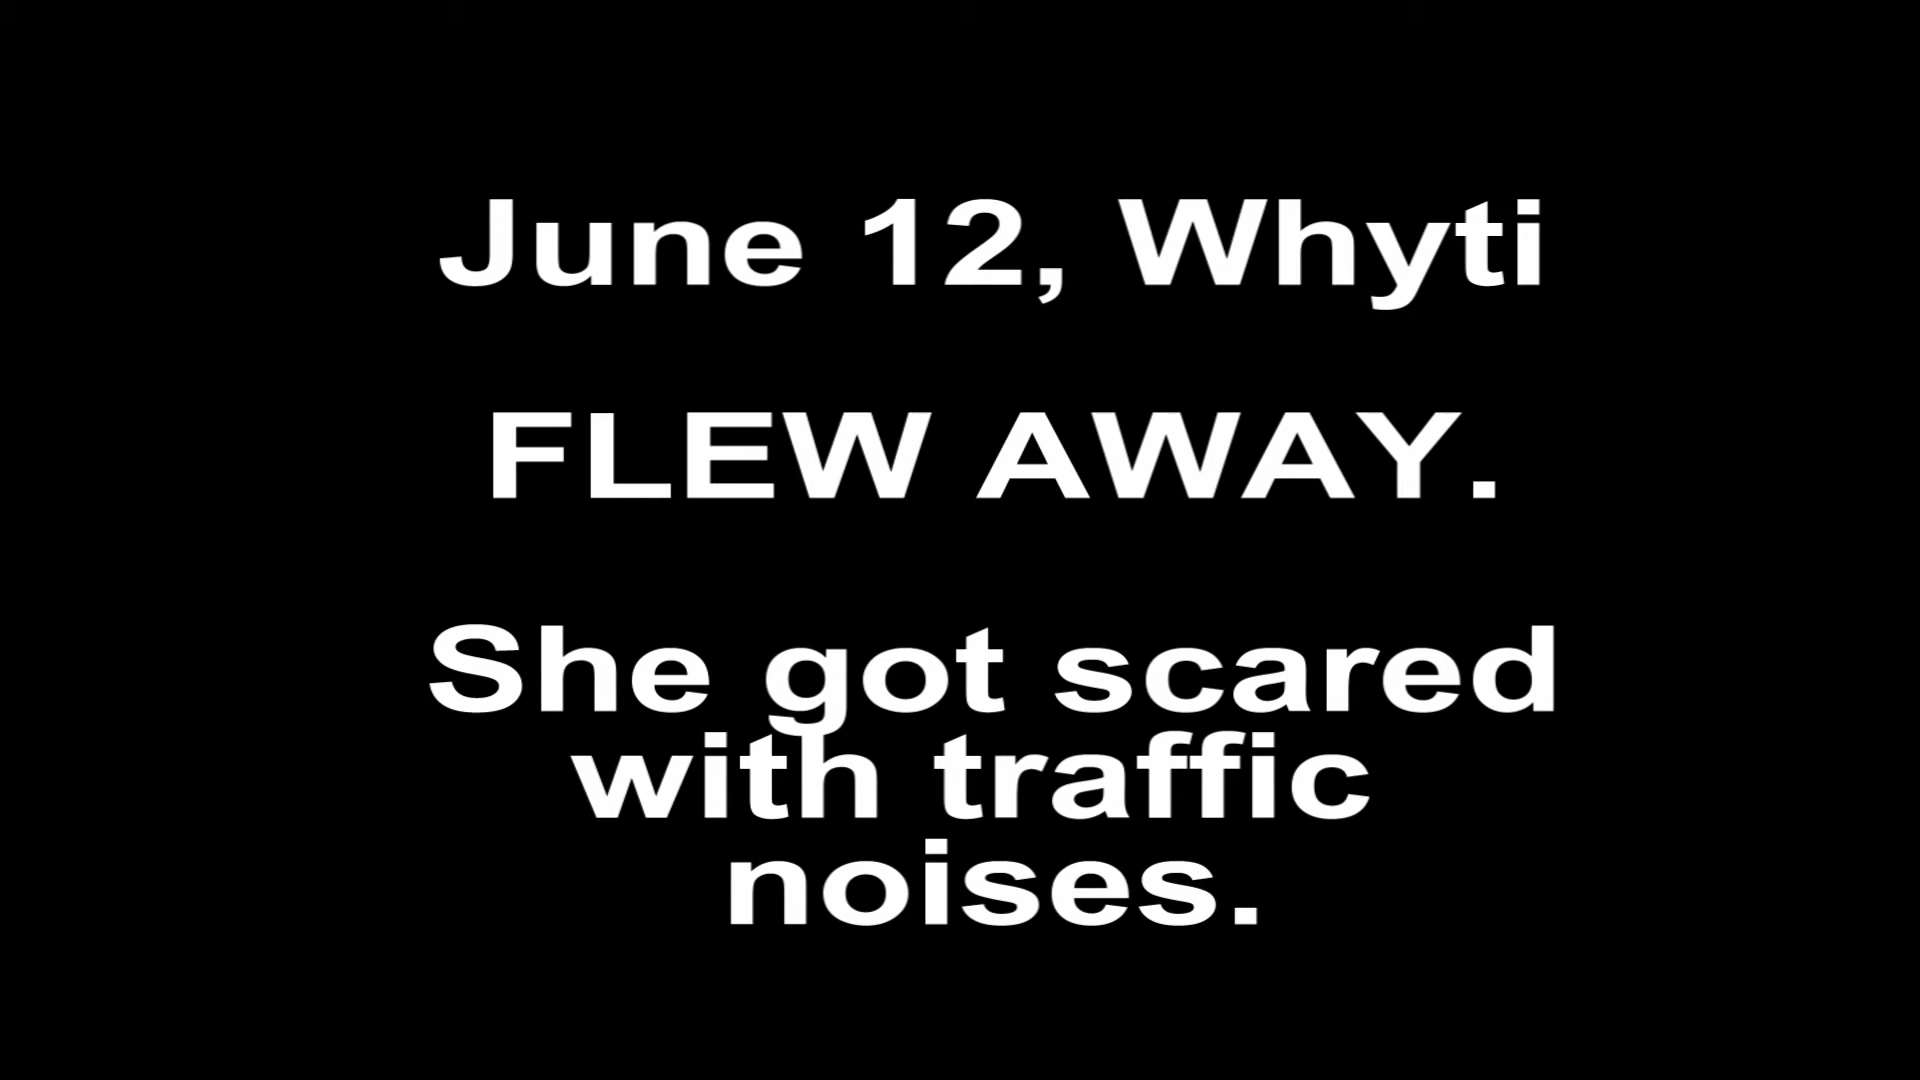 June 12, Whyti
FLEW AWAY.
She got scared
with traffic
noises.